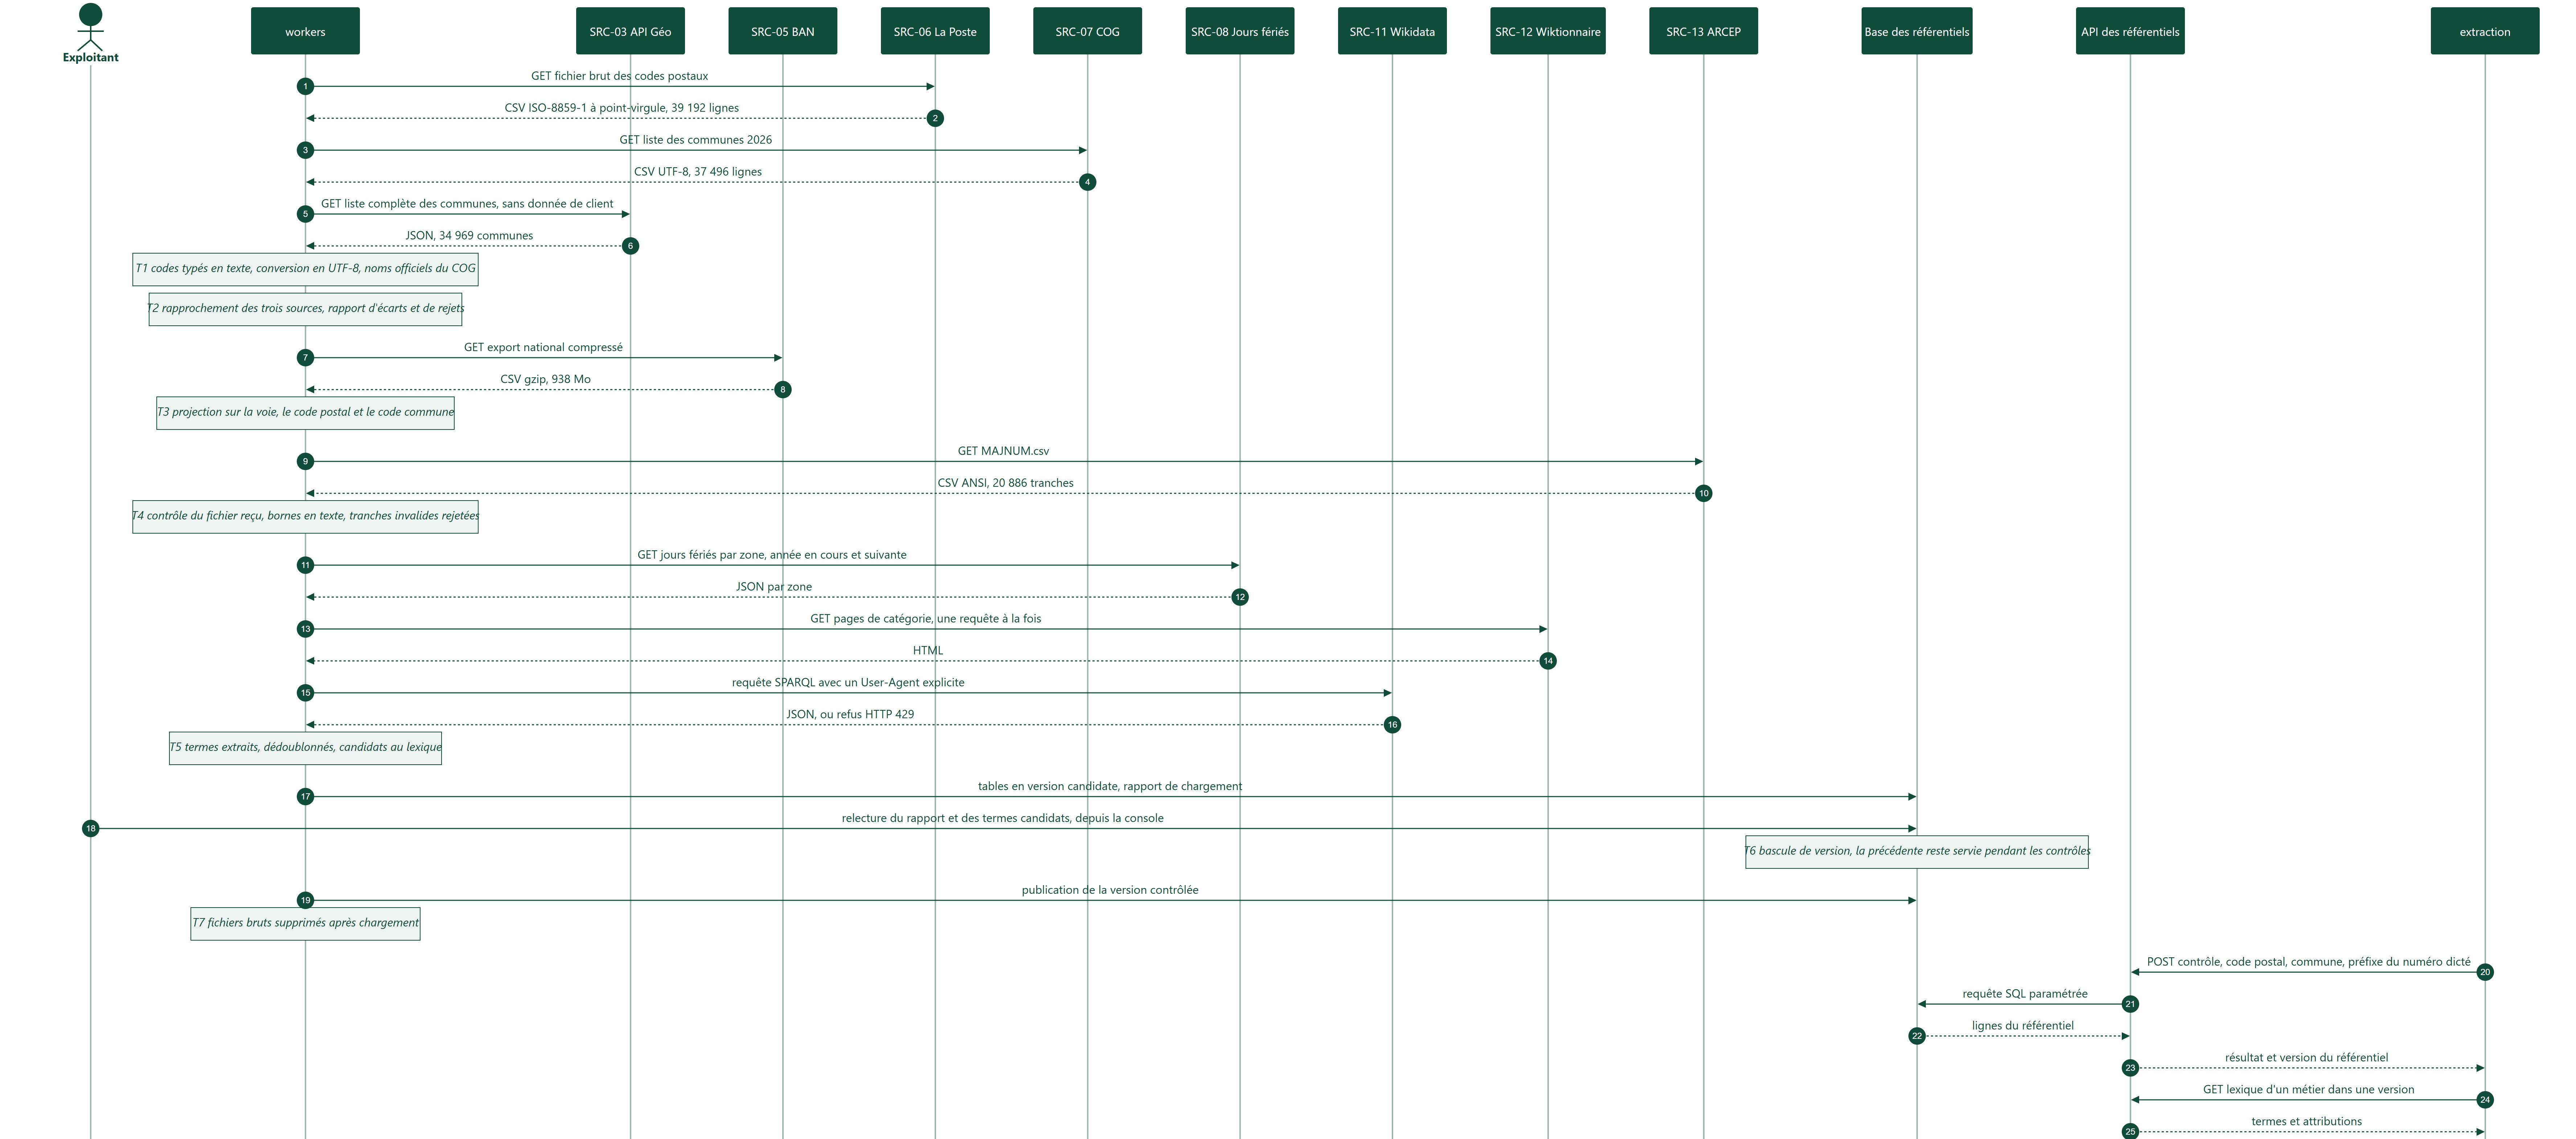 Exploitant
workers
SRC-03 API Géo
SRC-05 BAN
SRC-06 La Poste
SRC-07 COG
SRC-08 Jours fériés
SRC-11 Wikidata
SRC-12 Wiktionnaire
SRC-13 ARCEP
Base des référentiels
API des référentiels
extraction
GET fichier brut des codes postaux
1
CSV ISO-8859-1 à point-virgule, 39 192 lignes
2
GET liste des communes 2026
3
CSV UTF-8, 37 496 lignes
4
GET liste complète des communes, sans donnée de client
5
JSON, 34 969 communes
6
T1 codes typés en texte, conversion en UTF-8, noms officiels du COG
T2 rapprochement des trois sources, rapport d'écarts et de rejets
GET export national compressé
7
CSV gzip, 938 Mo
8
T3 projection sur la voie, le code postal et le code commune
GET MAJNUM.csv
9
CSV ANSI, 20 886 tranches
10
T4 contrôle du fichier reçu, bornes en texte, tranches invalides rejetées
GET jours fériés par zone, année en cours et suivante
11
JSON par zone
12
GET pages de catégorie, une requête à la fois
13
HTML
14
requête SPARQL avec un User-Agent explicite
15
JSON, ou refus HTTP 429
16
T5 termes extraits, dédoublonnés, candidats au lexique
tables en version candidate, rapport de chargement
17
relecture du rapport et des termes candidats, depuis la console
18
T6 bascule de version, la précédente reste servie pendant les contrôles
publication de la version contrôlée
19
T7 fichiers bruts supprimés après chargement
POST contrôle, code postal, commune, préfixe du numéro dicté
20
requête SQL paramétrée
21
lignes du référentiel
22
résultat et version du référentiel
23
GET lexique d'un métier dans une version
24
termes et attributions
25